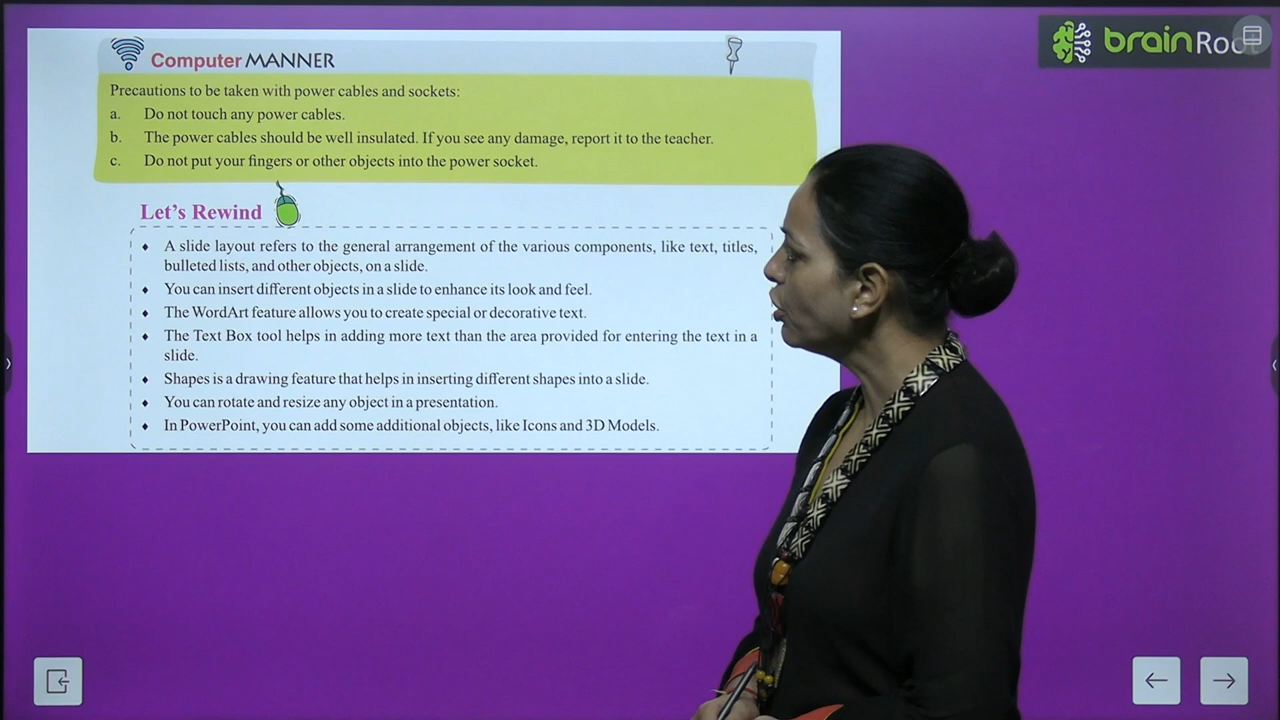 Computer MANNER
Precautions to be taken with power cables and sockets:
a. Do not touch any power cables.
b. The power cables should be well insulated. If you see any damage, report it to the teacher.
c. Do not put your fingers or other objects into the power socket.
Let's Rewind
♦ A slide layout refers to the general arrangement of the various components, like text, titles,
bulleted lists, and other objects, on a slide.
♦ You can insert different objects in a slide to enhance its look and feel.
♦ The WordArt feature allows you to create special or decorative text.
♦ The Text Box tool helps in adding more text than the area provided for entering the text in a
slide.
♦ Shapes is a drawing feature that helps in inserting different shapes into a slide.
♦ You can rotate and resize any object in a presentation.
♦ In PowerPoint, you can add some additional objects, like Icons and 3D Models.
brain